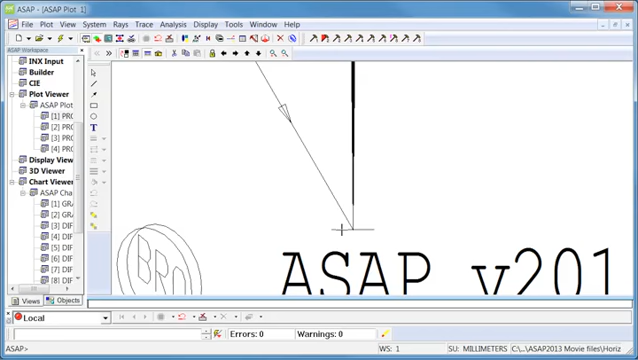 ASAP - [ASAP Plot 1]
File Plot View System Rays Trace Analysis Display Tools Window Help
ASAP Workspace
INX Input
Builder
CIE
Plot Viewer
ASAP Plot
[1] PRO
[2] PRO
[3] PRO
[4] PRO
Display View
3D Viewer
Chart Viewer
ASAP Cha
[1] GRA
[2] GRA
[3] DIF
[4] DIF
[5] DIF
[6] DIF
[7] DIF
[8] DIF
Views Objects
T
BRO
ASAP v201
Local
Errors: 0 Warnings: 0
ASAP> WS: 1 SU: MILLIMETERS C:\...\ASAP2013 Movie files\Horiz